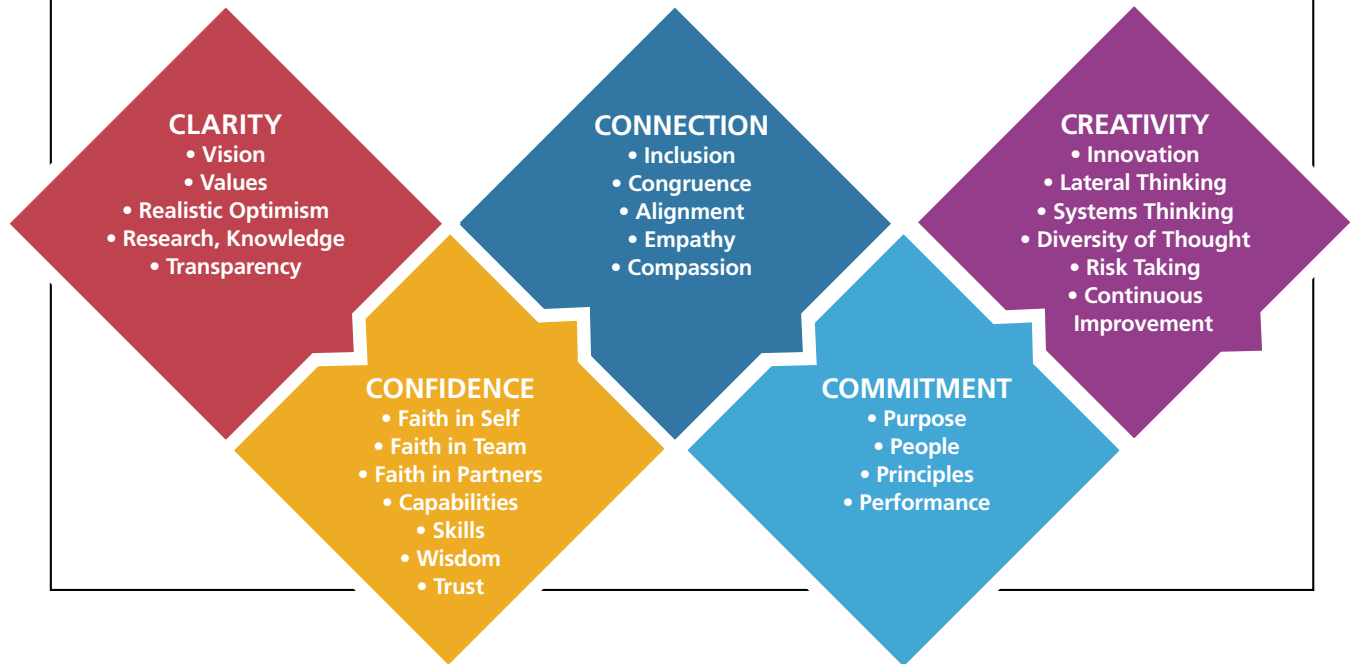 CLARITY
• Vision
• Values
• Realistic Optimism
• Research, Knowledge
• Transparency
CONFIDENCE
• Faith in Self
• Faith in Team
• Faith in Partners
• Capabilities
• Skills
• Wisdom
• Trust
CONNECTION
• Inclusion
• Congruence
• Alignment
• Empathy
• Compassion
COMMITMENT
• Purpose
• People
• Principles
• Performance
CREATIVITY
• Innovation
• Lateral Thinking
• Systems Thinking
• Diversity of Thought
• Risk Taking
• Continuous
Improvement